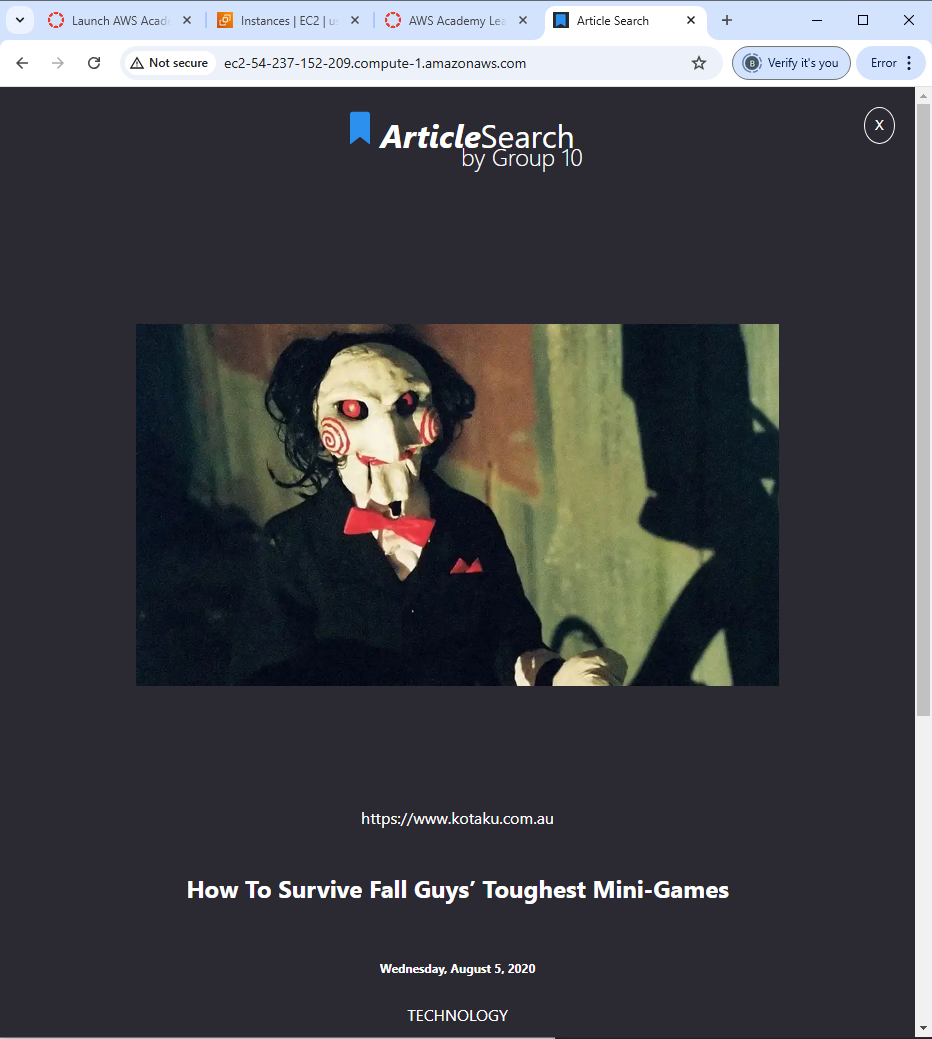 Launch AWS Acad
Instances | EC2 | us
AWS Academy Lea
Article Search
Not secure
ec2-54-237-152-209.compute-1.amazonaws.com
B
Verify it's you
Error
ArticleSearch
by Group 10
X
https://www.kotaku.com.au
How To Survive Fall Guys’ Toughest Mini-Games
Wednesday, August 5, 2020
TECHNOLOGY